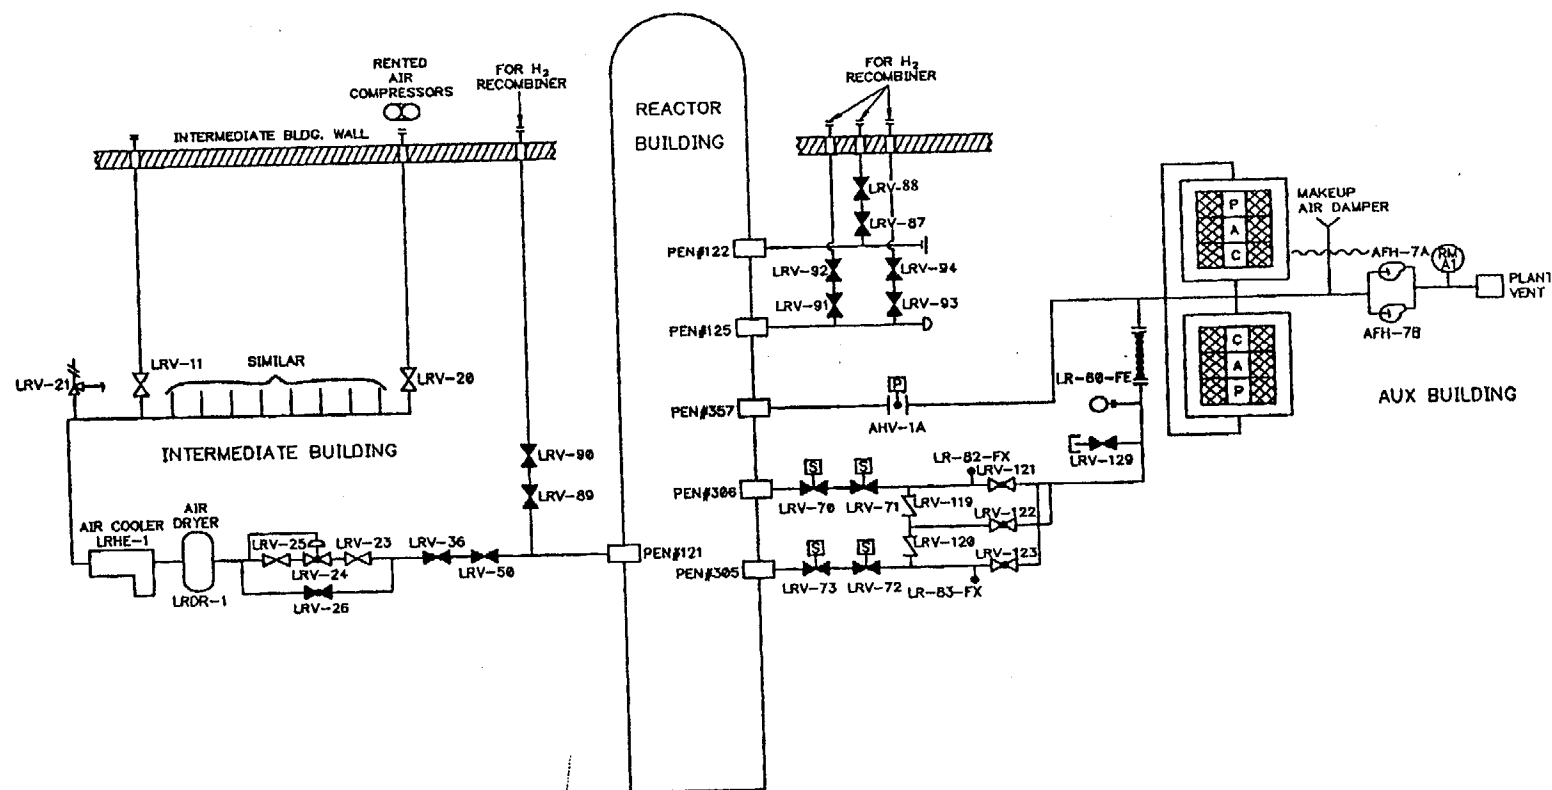 RENTED
AIR
COMPRESSORS
FOR H2
RECOMBINER
INTERMEDIATE BLDG. WALL
LRV-21
LRV-11
SIMILAR
LRV-20
INTERMEDIATE BUILDING
LRV-90
LRV-89
AIR COOLER
LRHE-1
AIR
DRYER
LRDR-1
LRV-25
LRV-23
LRV-24
LRV-26
LRV-36
LRV-50
REACTOR
BUILDING
PEN#121
PEN#122
PEN#125
PEN#357
PEN#306
PEN#305
FOR H2
RECOMBINER
LRV-88
LRV-87
LRV-92
LRV-94
LRV-91
LRV-93
P
AHV-1A
S
S
LRV-70
LRV-71
LR-82-FX
LRV-121
LRV-119
LRV-122
LRV-120
LRV-123
S
S
LRV-73
LRV-72
LR-83-FX
LR-80-FE
LRV-129
P
A
C
C
A
P
MAKEUP
AIR DAMPER
AFH-7A
RM
A1
AFH-7B
PLANT
VENT
AUX BUILDING